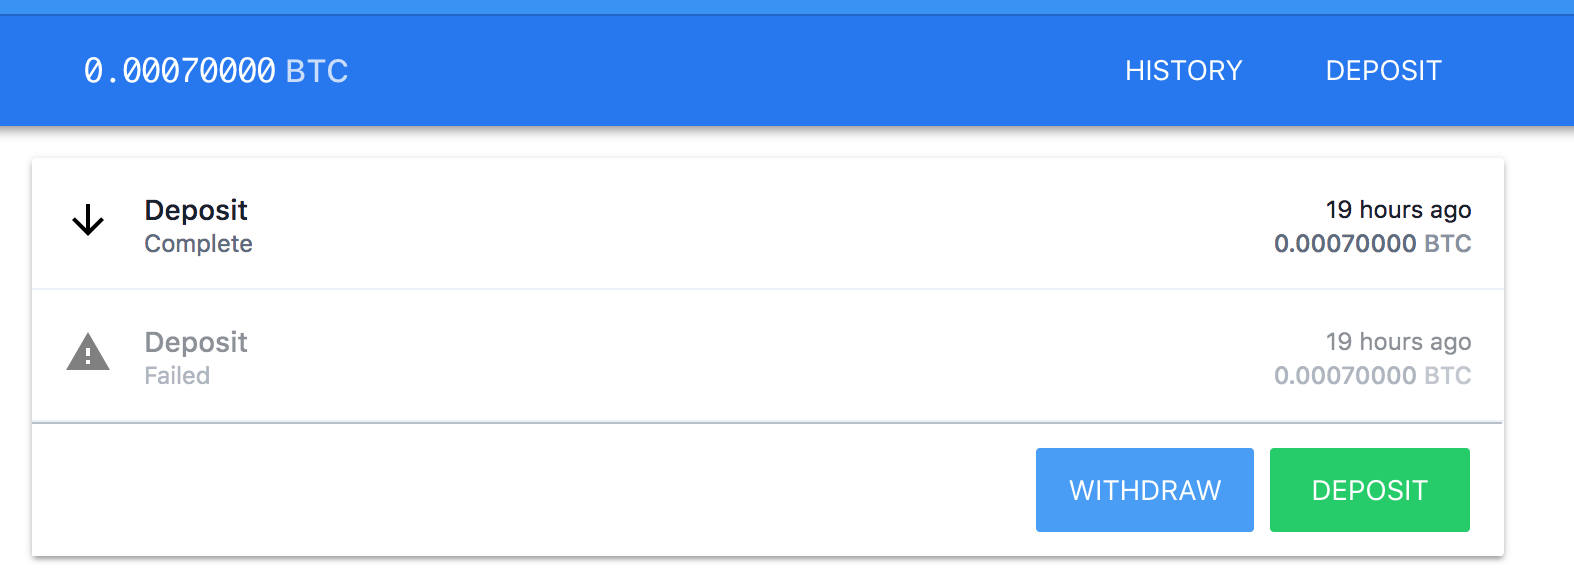 0.00070000 BTC HISTORY DEPOSIT
Deposit 19 hours ago
Complete 0.00070000 BTC
Deposit 19 hours ago
Failed 0.00070000 BTC
WITHDRAW DEPOSIT